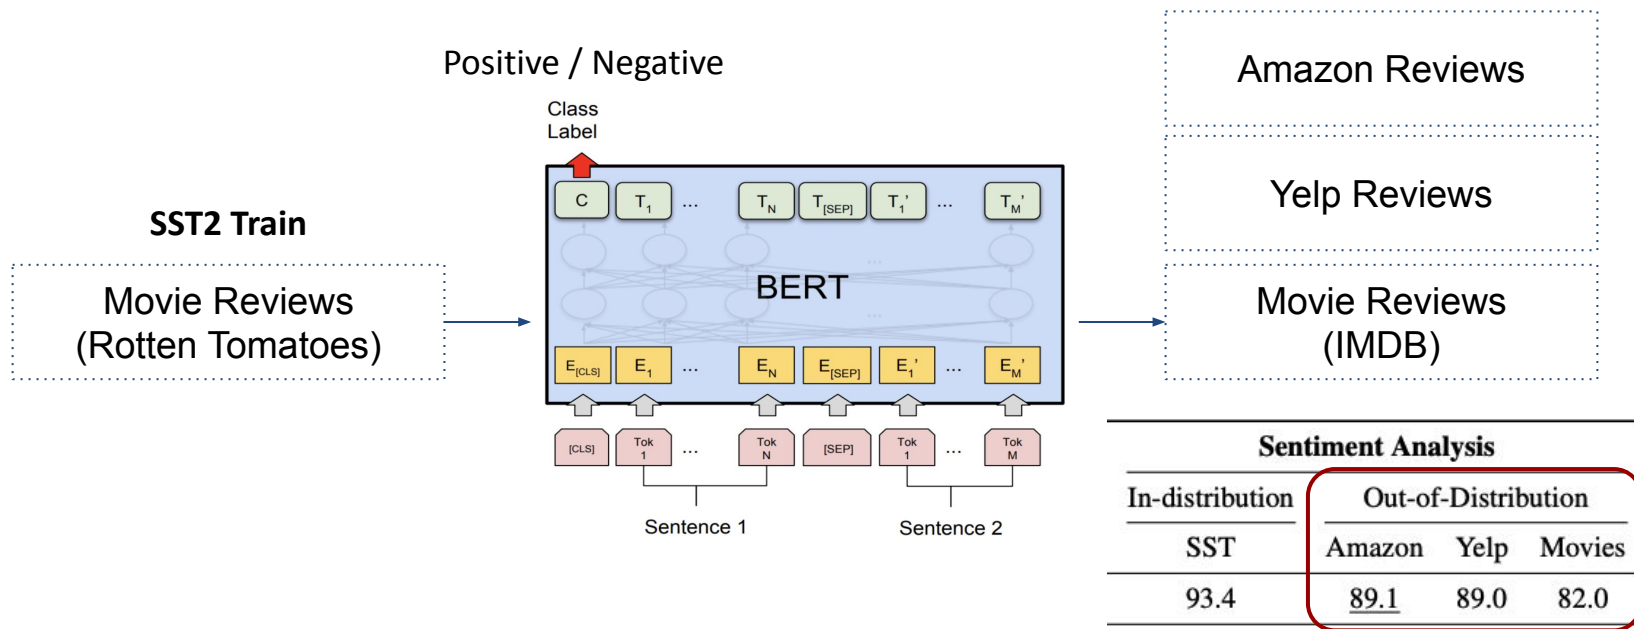 Positive / Negative
Class
Label
C T1 ... TN T[SEP] T1' ... TM'
SST2 Train
Movie Reviews
(Rotten Tomatoes)
...
BERT
...
E[CLS] E1 ... EN E[SEP] E1' ... EM'
[CLS] Tok 1 ... Tok N [SEP] Tok 1 ... Tok M
Sentence 1 Sentence 2
Amazon Reviews
Yelp Reviews
Movie Reviews
(IMDB)
Sentiment Analysis
In-distribution Out-of-Distribution
SST Amazon Yelp Movies
93.4 89.1 89.0 82.0